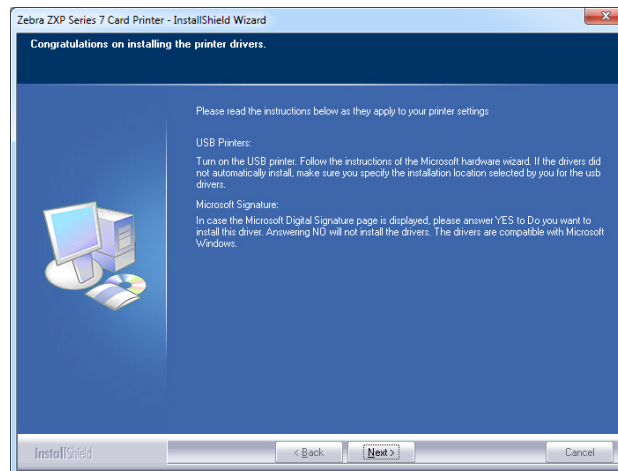 Zebra ZXP Series 7 Card Printer - InstallShield Wizard
Congratulations on installing the printer drivers.
Please read the instructions below as they apply to your printer settings
USB Printers:
Turn on the USB printer. Follow the instructions of the Microsoft hardware wizard. If the drivers did
not automatically install, make sure you specify the installation location selected by you for the usb
drivers.
Microsoft Signature:
In case the Microsoft Digital Signature page is displayed, please answer YES to Do you want to
install this driver. Answering NO will not install the drivers. The drivers are compatible with Microsoft
Windows.
InstallShield
< Back
Next >
Cancel